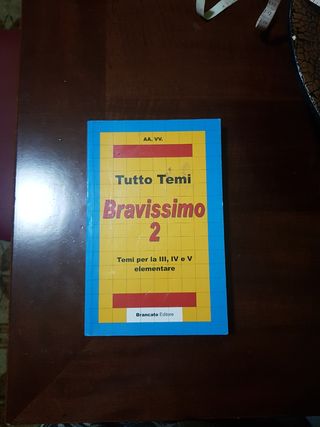 AA. VV.
Tutto Temi
Bravissimo
2
Temi per la III, IV e V
elementare
Brancato Editore